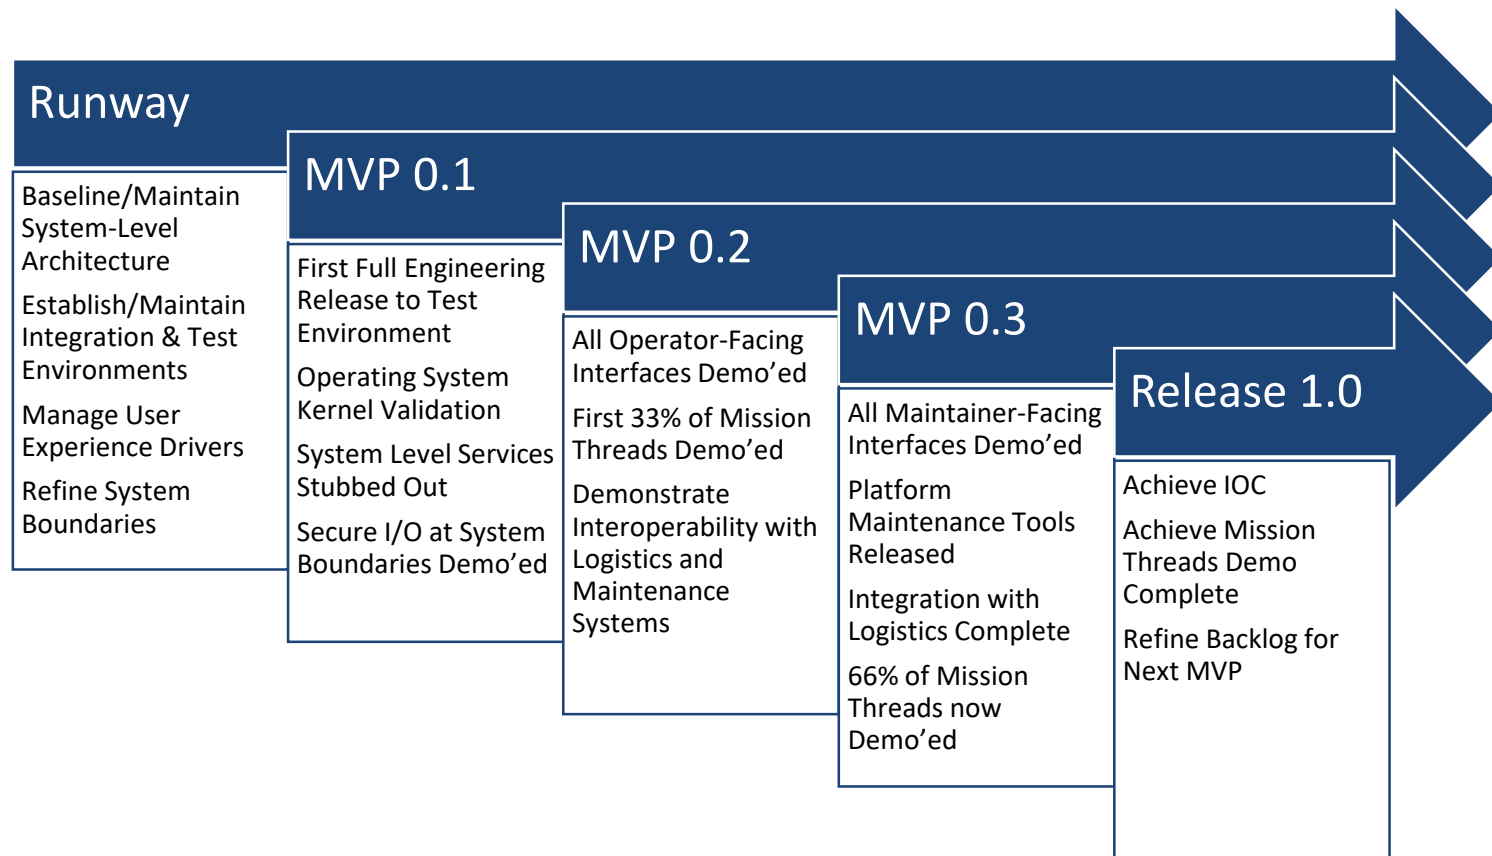 Runway
Baseline/Maintain
System-Level
Architecture
Establish/Maintain
Integration & Test
Environments
Manage User
Experience Drivers
Refine System
Boundaries
MVP 0.1
First Full Engineering
Release to Test
Environment
Operating System
Kernel Validation
System Level Services
Stubbed Out
Secure I/O at System
Boundaries Demo’ed
MVP 0.2
All Operator-Facing
Interfaces Demo’ed
First 33% of Mission
Threads Demo’ed
Demonstrate
Interoperability with
Logistics and
Maintenance
Systems
MVP 0.3
All Maintainer-Facing
Interfaces Demo’ed
Platform
Maintenance Tools
Released
Integration with
Logistics Complete
66% of Mission
Threads now
Demo’ed
Release 1.0
Achieve IOC
Achieve Mission
Threads Demo
Complete
Refine Backlog for
Next MVP